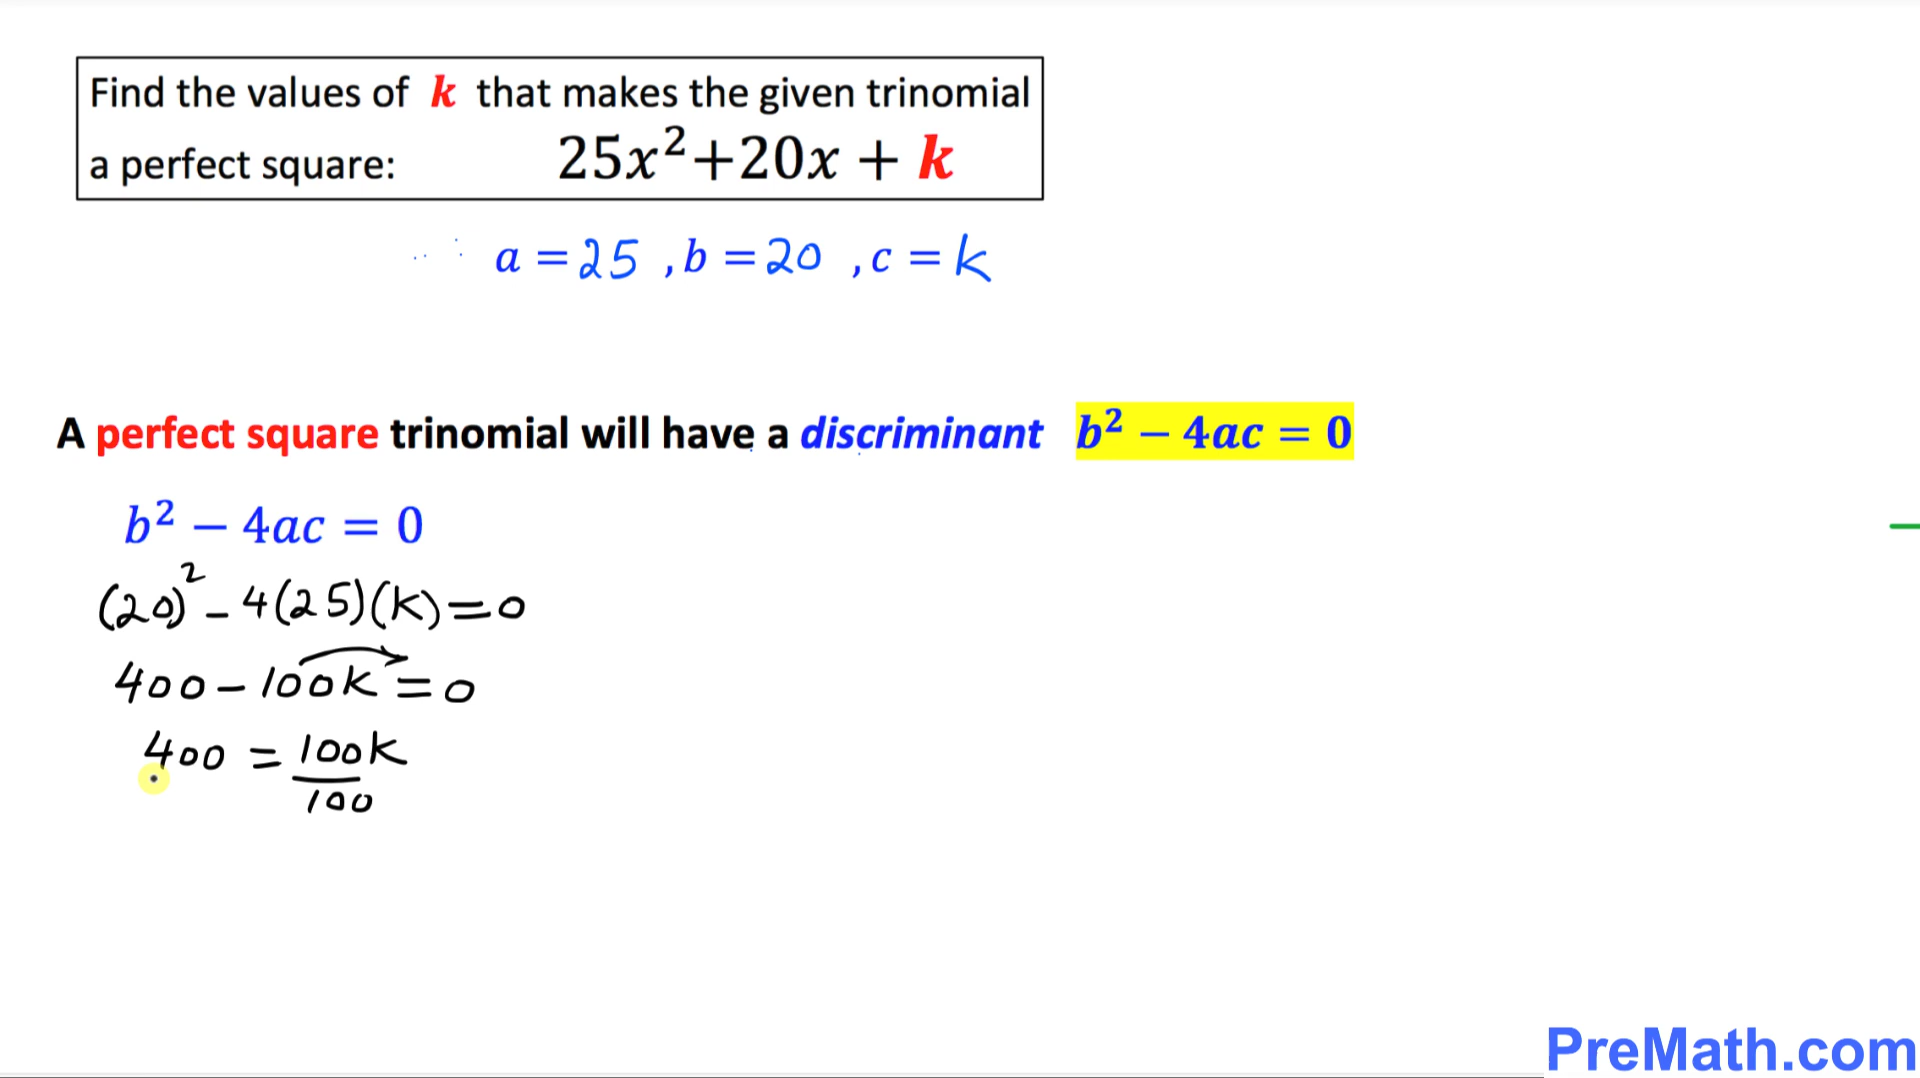 Find the values of k that makes the given trinomial
a perfect square: 25x²+20x + k
a = 25 , b = 20 , c = k
A perfect square trinomial will have a discriminant b² − 4ac = 0
b² − 4ac = 0
(20)² − 4(25)(k) = 0
400 − 100k = 0
400 = 100k
100
PreMath.com